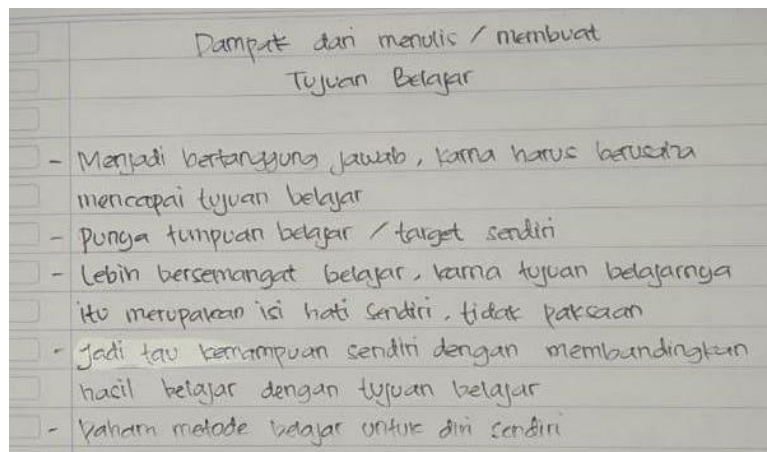 Dampak dari menulis / membuat
Tujuan Belajar
- Menjadi bertanggung jawab, karna harus berusaha
mencapai tujuan belajar
- Punya tumpuan belajar / target sendiri
- Lebih bersemangat belajar, karna tujuan belajarnya
itu merupakan isi hati sendiri, tidak paksaan
- Jadi tau kemampuan sendiri dengan membandingkan
hasil belajar dengan tujuan belajar
- Paham metode belajar untuk diri sendiri